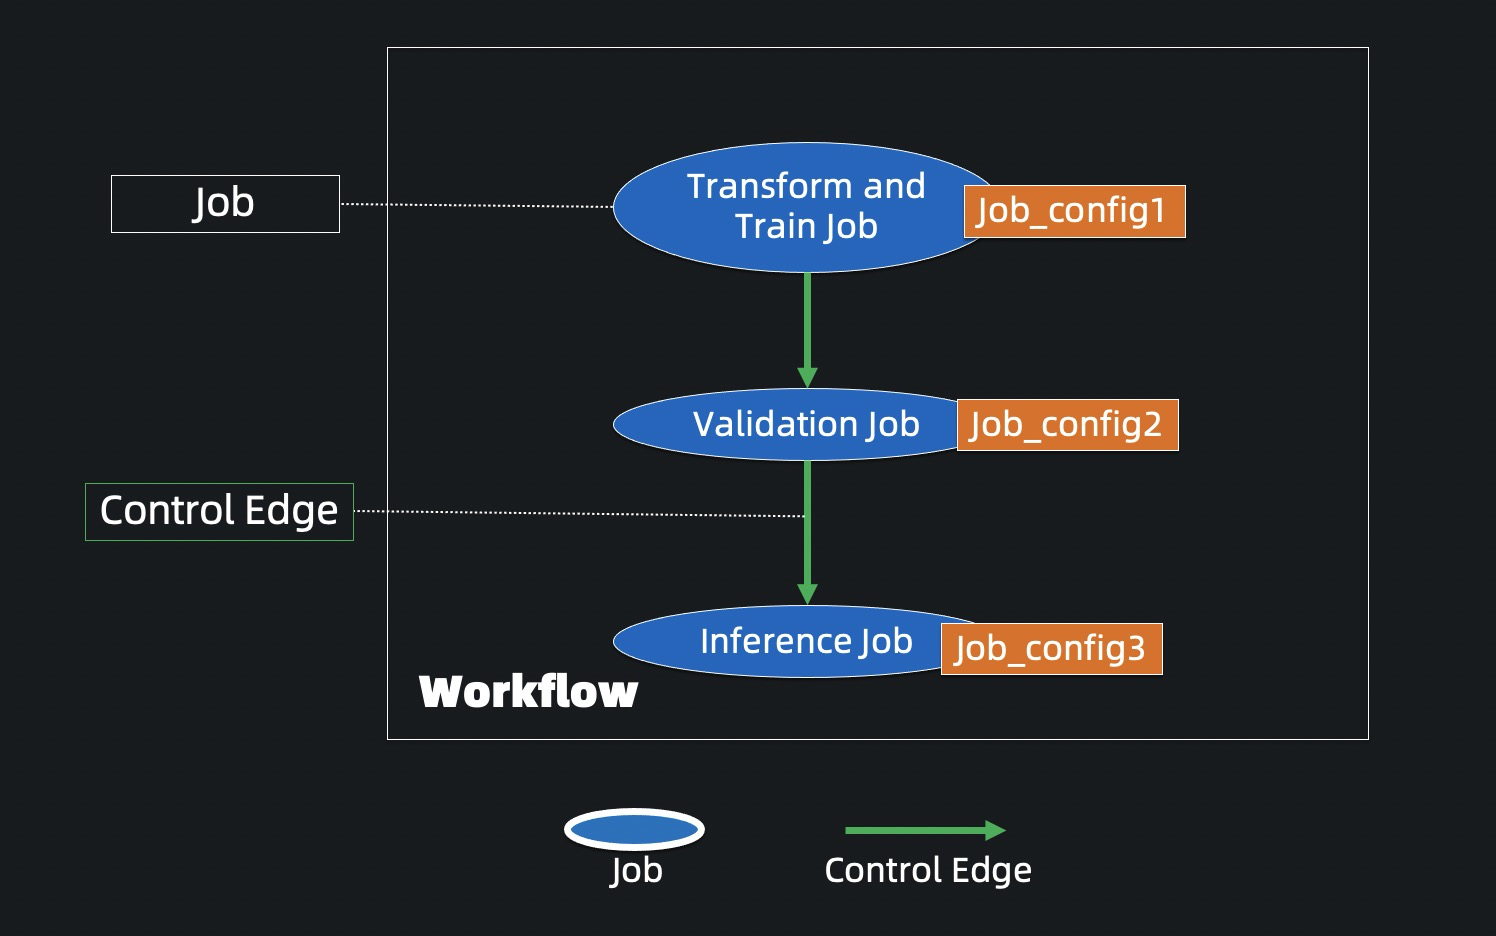 Job
Transform and
Train Job
Job_config1
Validation Job
Job_config2
Control Edge
Inference Job
Job_config3
Workflow
Job
Control Edge